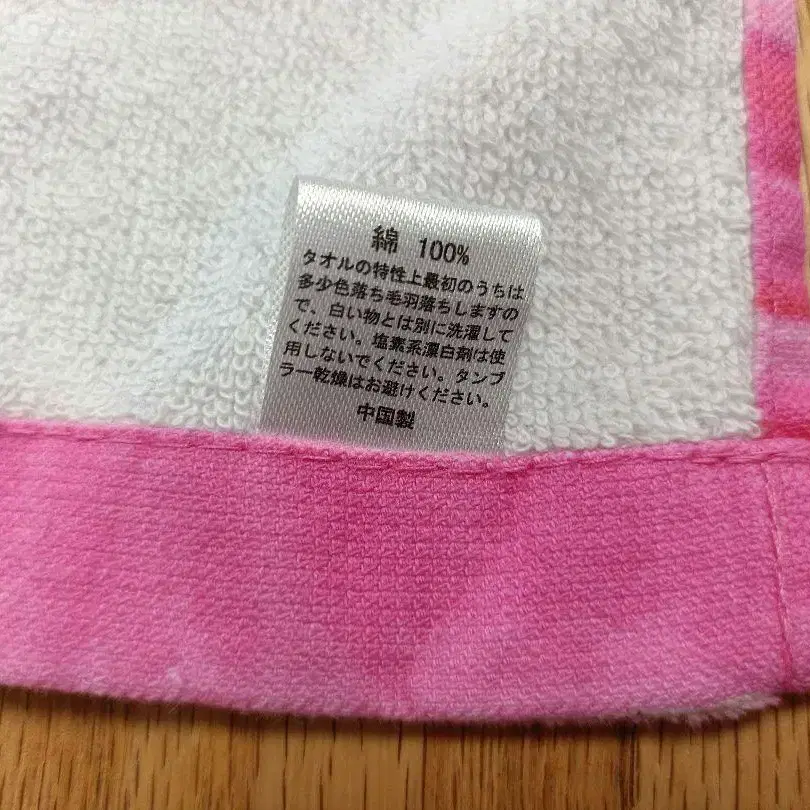 綿 100%
タオルの特性上最初のうちは
多少色落ち毛羽落ちしますの
で、白い物とは別に洗濯して
ください。塩素系漂白剤は使
用しないでください。タンブ
ラー乾燥はお避けください。
中国製